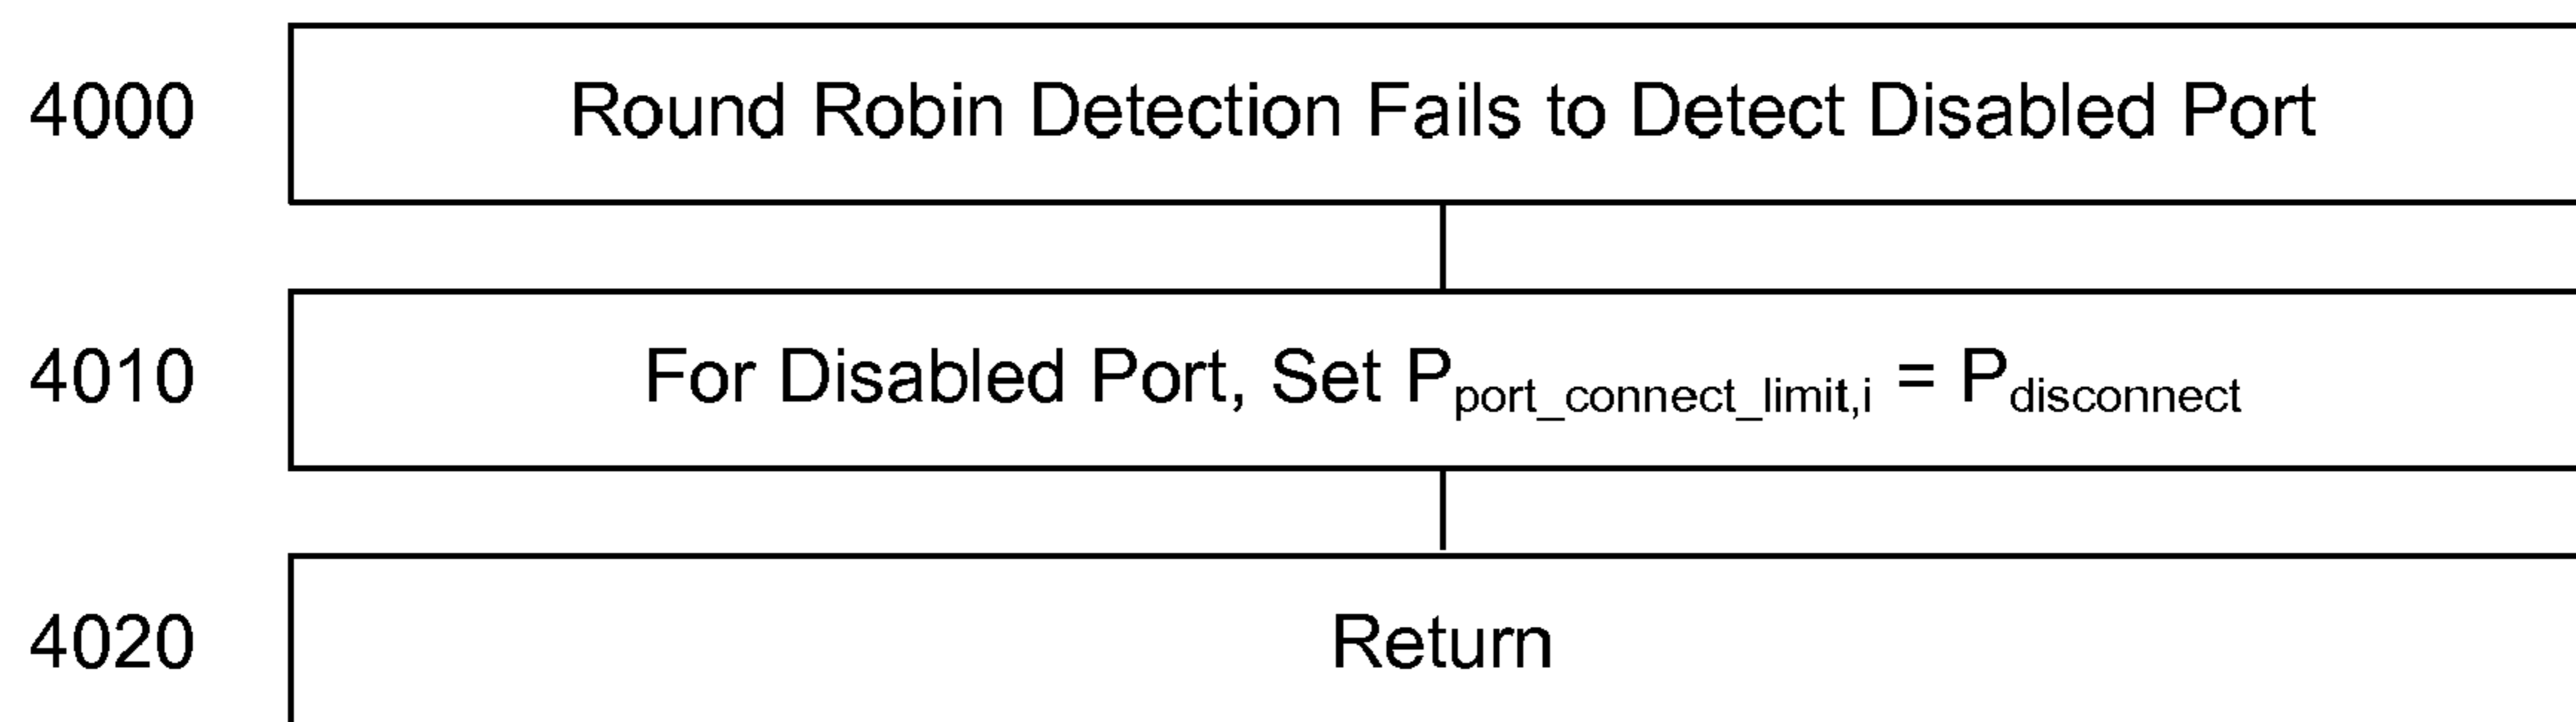 4000 Round Robin Detection Fails to Detect Disabled Port
4010 For Disabled Port, Set Pport_connect_limit,i = Pdisconnect
4020 Return